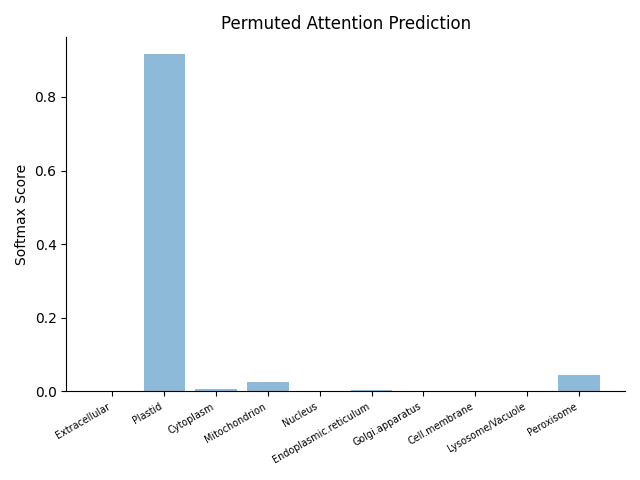 Permuted Attention Prediction
Softmax Score
0.8
0.6
0.4
0.2
0.0
Extracellular
Plastid
Cytoplasm
Mitochondrion
Nucleus
Endoplasmic.reticulum
Golgi.apparatus
Cell.membrane
Lysosome/Vacuole
Peroxisome